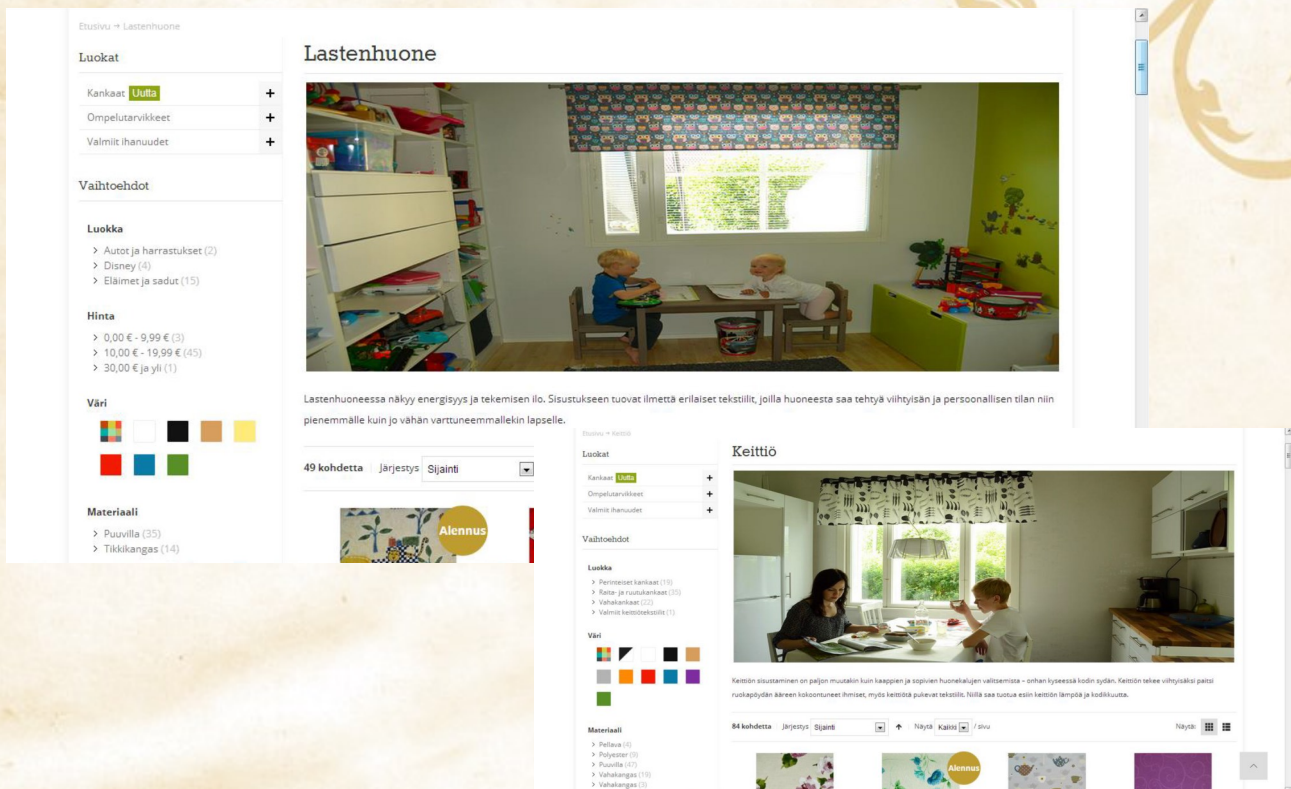 Etusivu → Lastenhuone
Luokat
Kankaat Uutta +
Ompelutarvikkeet +
Valmiit ihanuudet +
Vaihtoehdot
Luokka
> Autot ja harrastukset (2)
> Disney (4)
> Eläimet ja sadut (15)
Hinta
> 0,00 € - 9,99 € (3)
> 10,00 € - 19,99 € (45)
> 30,00 € ja yli (1)
Väri
Materiaali
> Puuvilla (35)
> Tikkikangas (14)
Lastenhuone
Lastenhuoneessa näkyy energisyys ja tekemisen ilo. Sisustukseen tuovat ilmettä erilaiset tekstiilit, joilla huoneesta saa tehtyä viihtyisän ja persoonallisen tilan niin
pienemmälle kuin jo vähän varttuneemmallekin lapselle.
49 kohdetta Järjestys Sijainti
Alennus
Etusivu → Keittiö
Luokat
Kankaat Uutta +
Ompelutarvikkeet +
Valmiit ihanuudet +
Vaihtoehdot
Luokka
> Perinteiset kankaat (19)
> Raita- ja ruutukankaat (35)
> Vahakankaat (22)
> Valmiit keittiötekstiilit (1)
Väri
Materiaali
> Pellava (4)
> Polyester (9)
> Puuvilla (47)
> Vahakangas (19)
> Vahakangas (3)
Keittiö
Keittiön sisustaminen on paljon muutakin kuin kaappien ja sopivien huonekalujen valitsemista – onhan kyseessä kodin sydän. Keittiön tekee viihtyisäksi paitsi
ruokapöydän ääreen kokoontuneet ihmiset, myös keittiötä pukevat tekstiilit. Niillä saa tuotua esiin keittiön lämpöä ja kodikkuutta.
84 kohdetta Järjestys Sijainti ↑ Näytä Kaikki / sivu Näytä:
Alennus